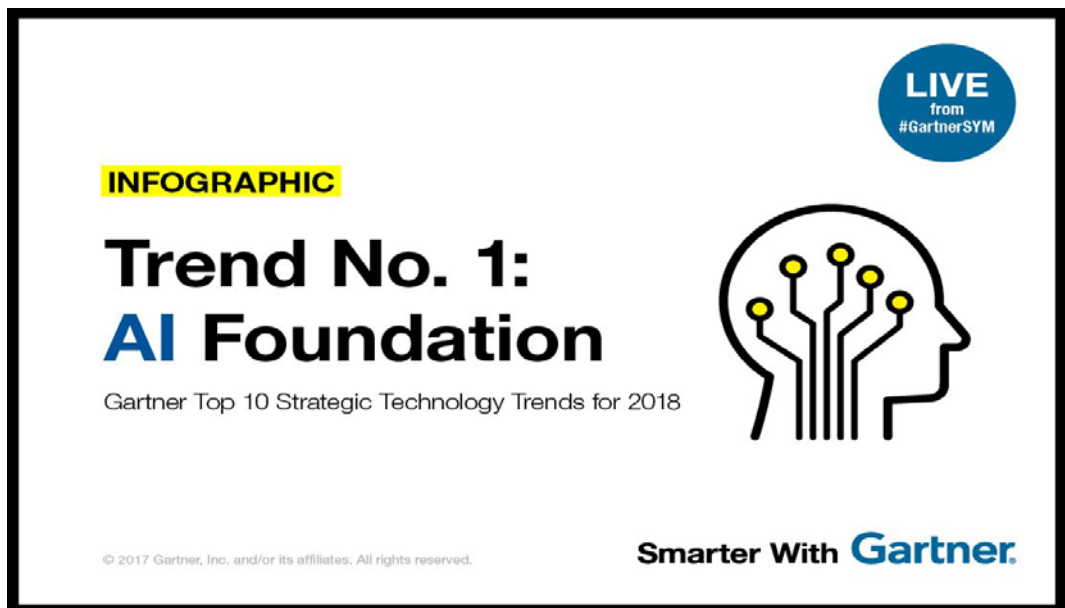 LIVE
from
#GartnerSYM
INFOGRAPHIC
Trend No. 1:
AI Foundation
Gartner Top 10 Strategic Technology Trends for 2018
© 2017 Gartner, Inc. and/or its affiliates. All rights reserved.
Smarter With Gartner®